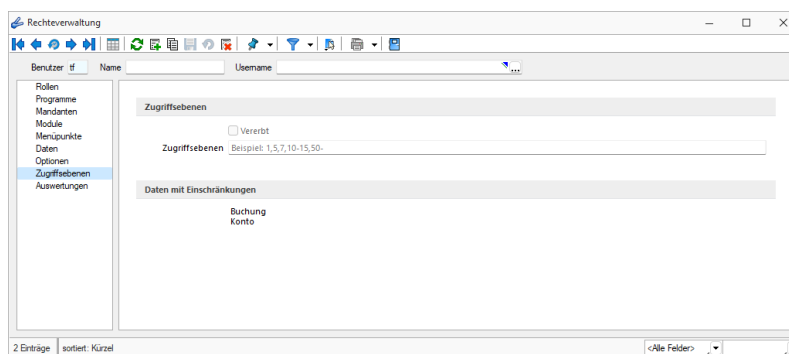 Rechteverwaltung
Benutzer tf Name Username ...
Rollen
Programme
Mandanten
Module
Menüpunkte
Daten
Optionen
Zugriffsebenen
Auswertungen
Zugriffsebenen
Vererbt
Zugriffsebenen Beispiel: 1,5,7,10-15,50-
Daten mit Einschränkungen
Buchung
Konto
2 Einträge sortiert: Kürzel <Alle Felder>